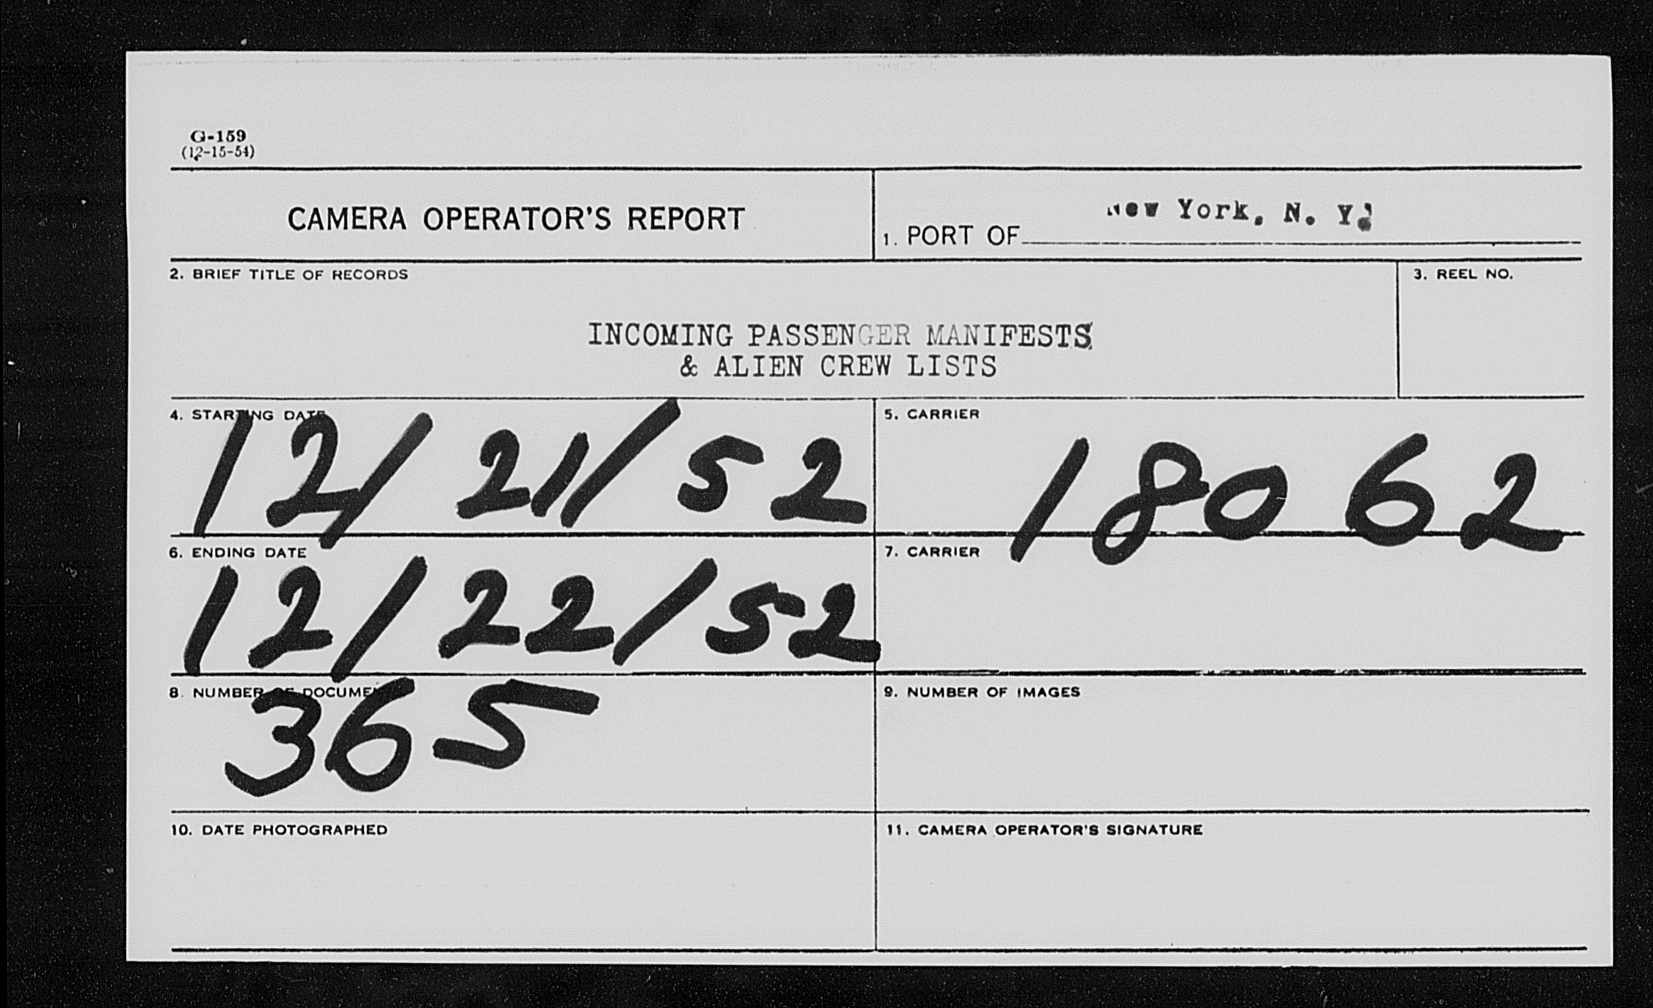 G-159
(12-15-54)
CAMERA OPERATOR'S REPORT
1. PORT OF New York, N. Y.
2. BRIEF TITLE OF RECORDS
3. REEL NO.
INCOMING PASSENGER MANIFESTS
& ALIEN CREW LISTS
4. STARTING DATE
12/21/52
5. CARRIER
18062
6. ENDING DATE
12/22/52
7. CARRIER
8. NUMBER OF DOCUMENTS
365
9. NUMBER OF IMAGES
10. DATE PHOTOGRAPHED
11. CAMERA OPERATOR'S SIGNATURE